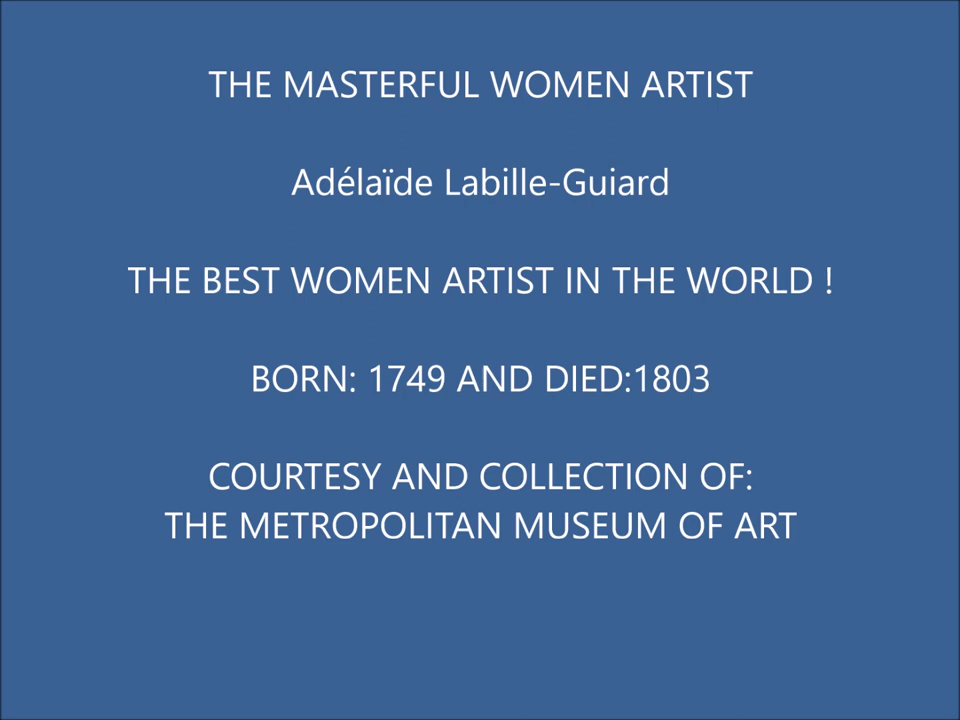 THE MASTERFUL WOMEN ARTIST
Adélaïde Labille-Guiard
THE BEST WOMEN ARTIST IN THE WORLD !
BORN: 1749 AND DIED:1803
COURTESY AND COLLECTION OF:
THE METROPOLITAN MUSEUM OF ART